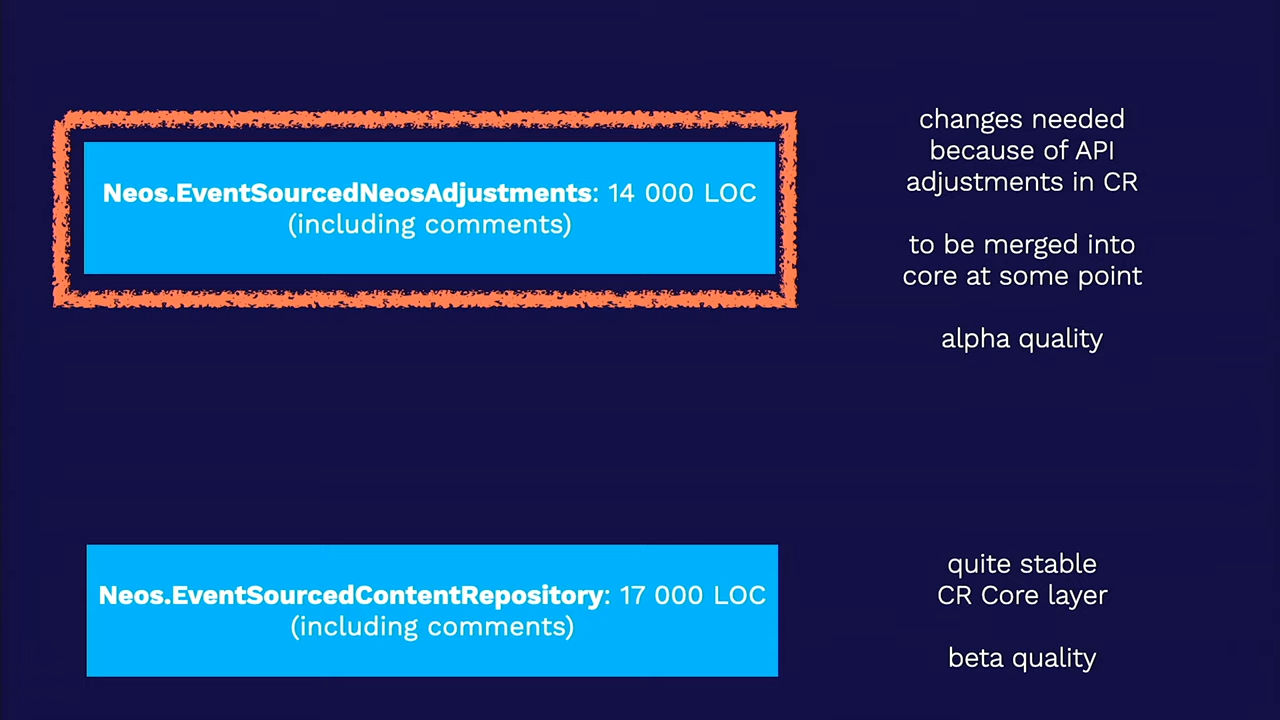 Neos.EventSourcedNeosAdjustments: 14 000 LOC
(including comments)
changes needed
because of API
adjustments in CR
to be merged into
core at some point
alpha quality
Neos.EventSourcedContentRepository: 17 000 LOC
(including comments)
quite stable
CR Core layer
beta quality